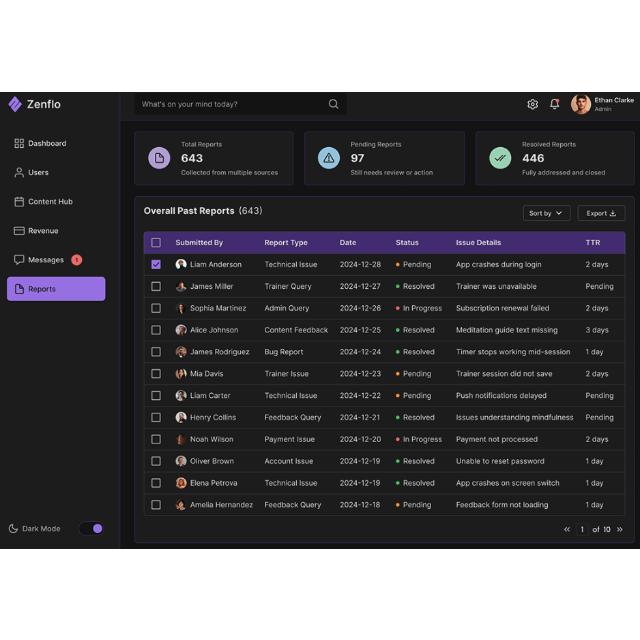 Zenflo
What's on your mind today?
Ethan Clarke
Admin
Dashboard
Users
Content Hub
Revenue
Messages 1
Reports
Dark Mode
Total Reports
643
Collected from multiple sources
Pending Reports
97
Still needs review or action
Resolved Reports
446
Fully addressed and closed
Overall Past Reports (643)
Sort by
Export
Submitted By Report Type Date Status Issue Details TTR
Liam Anderson Technical Issue 2024-12-28 Pending App crashes during login 2 days
James Miller Trainer Query 2024-12-27 Resolved Trainer was unavailable Pending
Sophia Martinez Admin Query 2024-12-26 In Progress Subscription renewal failed 2 days
Alice Johnson Content Feedback 2024-12-25 Resolved Meditation guide text missing 3 days
James Rodriguez Bug Report 2024-12-24 Resolved Timer stops working mid-session 1 day
Mia Davis Trainer Issue 2024-12-23 Pending Trainer session did not save 2 days
Liam Carter Technical Issue 2024-12-22 Pending Push notifications delayed Pending
Henry Collins Feedback Query 2024-12-21 Resolved Issues understanding mindfulness Pending
Noah Wilson Payment Issue 2024-12-20 In Progress Payment not processed 2 days
Oliver Brown Account Issue 2024-12-19 Resolved Unable to reset password 1 day
Elena Petrova Technical Issue 2024-12-19 Resolved App crashes on screen switch 1 day
Amelia Hernandez Feedback Query 2024-12-18 Pending Feedback form not loading 1 day
« 1 of 10 »